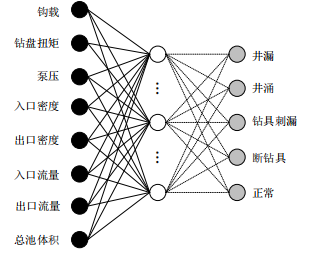 钩载
钻盘扭矩
泵压
入口密度
出口密度
入口流量
出口流量
总池体积
...
...
井漏
井涌
钻具刺漏
断钻具
正常